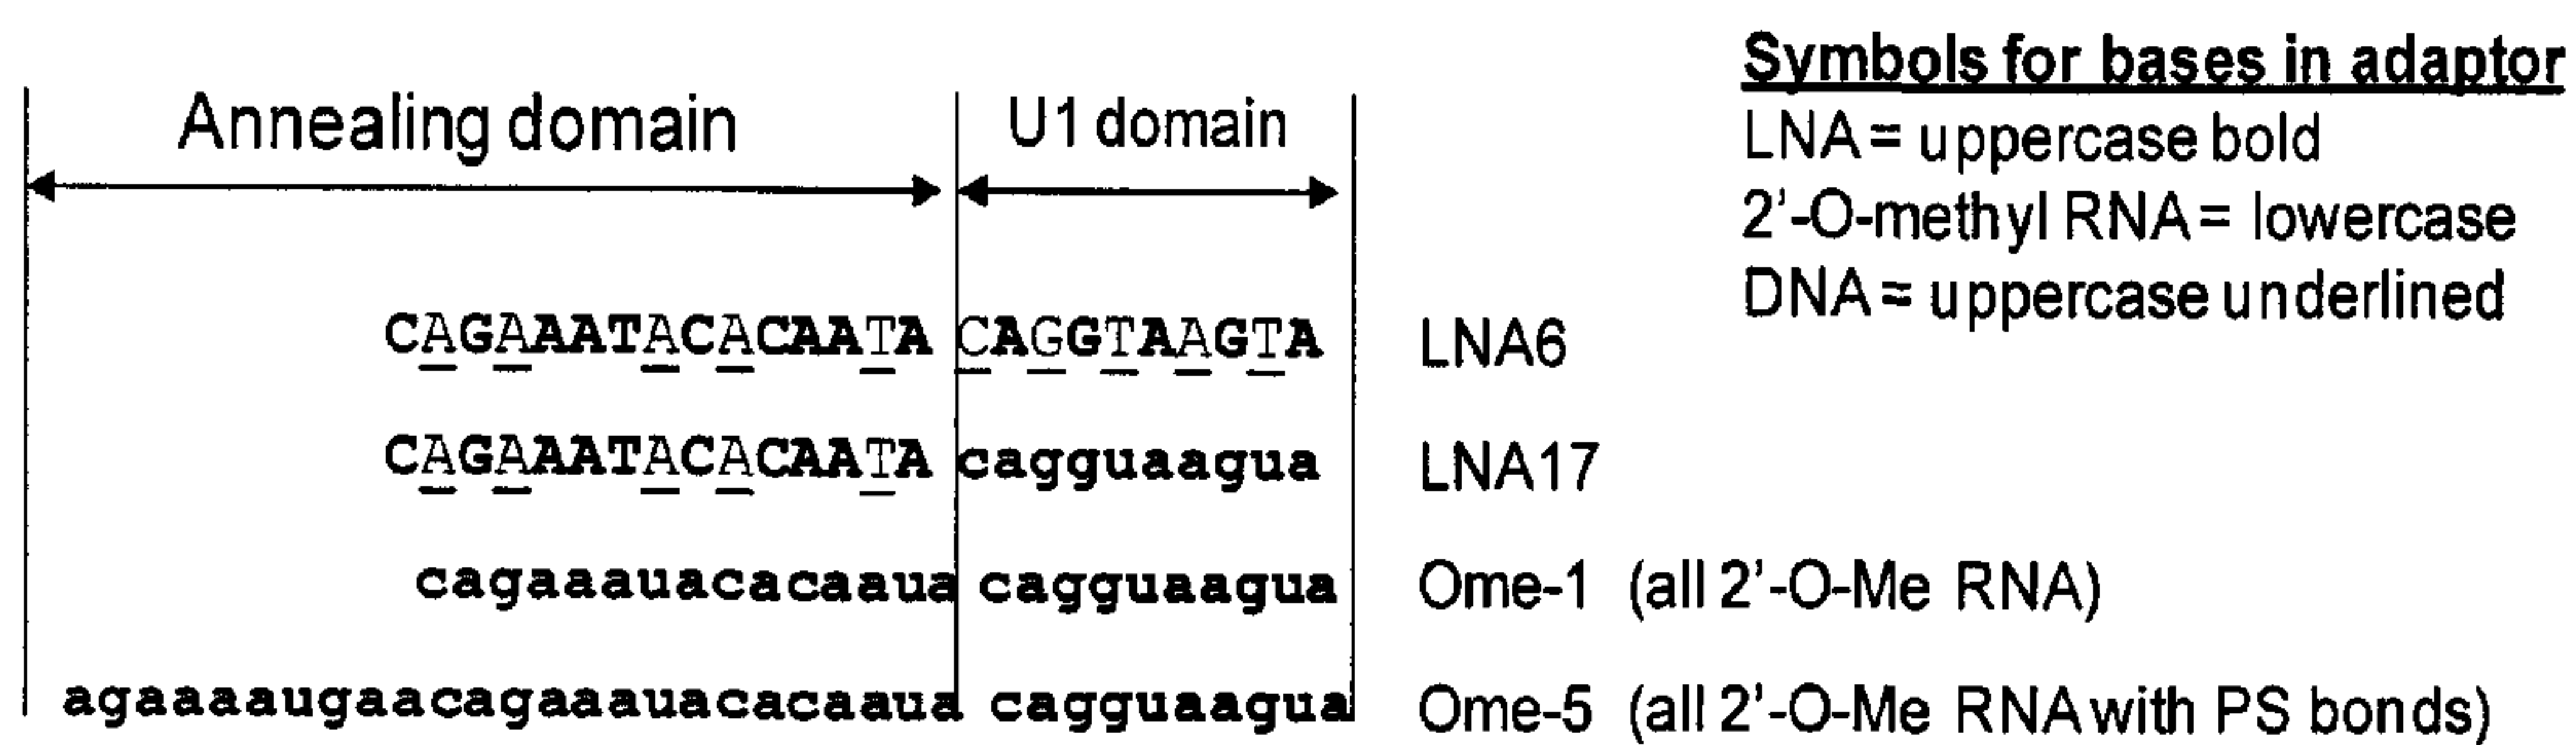 Symbols for bases in adaptor
LNA = uppercase bold
2'-O-methyl RNA = lowercase
DNA = uppercase underlined
Annealing domain U1 domain
CAGAAATACACAATA CAGGTAAGTA LNA6
CAGAAATACACAATA cagguaagua LNA17
cagaaauacacaaua cagguaagua Ome-1 (all 2'-O-Me RNA)
agaaaaugaacagaaauacacaaua cagguaagua Ome-5 (all 2'-O-Me RNA with PS bonds)